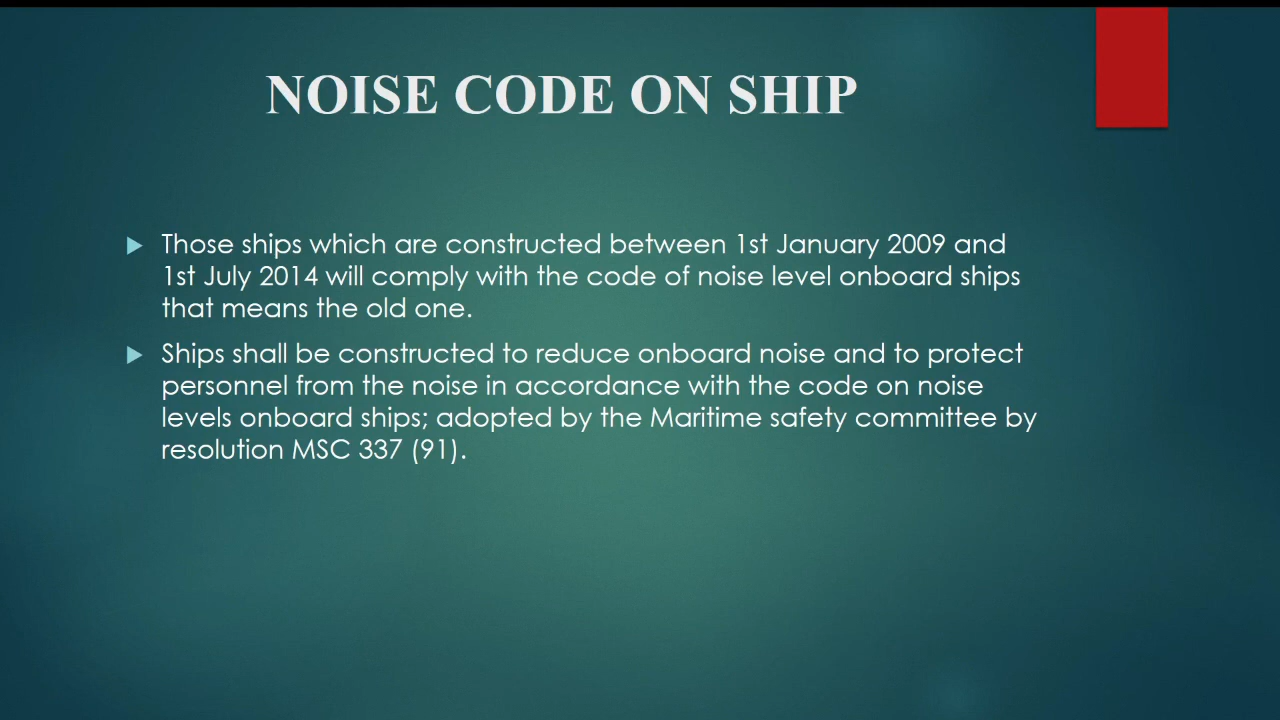 NOISE CODE ON SHIP
Those ships which are constructed between 1st January 2009 and
1st July 2014 will comply with the code of noise level onboard ships
that means the old one.
Ships shall be constructed to reduce onboard noise and to protect
personnel from the noise in accordance with the code on noise
levels onboard ships; adopted by the Maritime safety committee by
resolution MSC 337 (91).